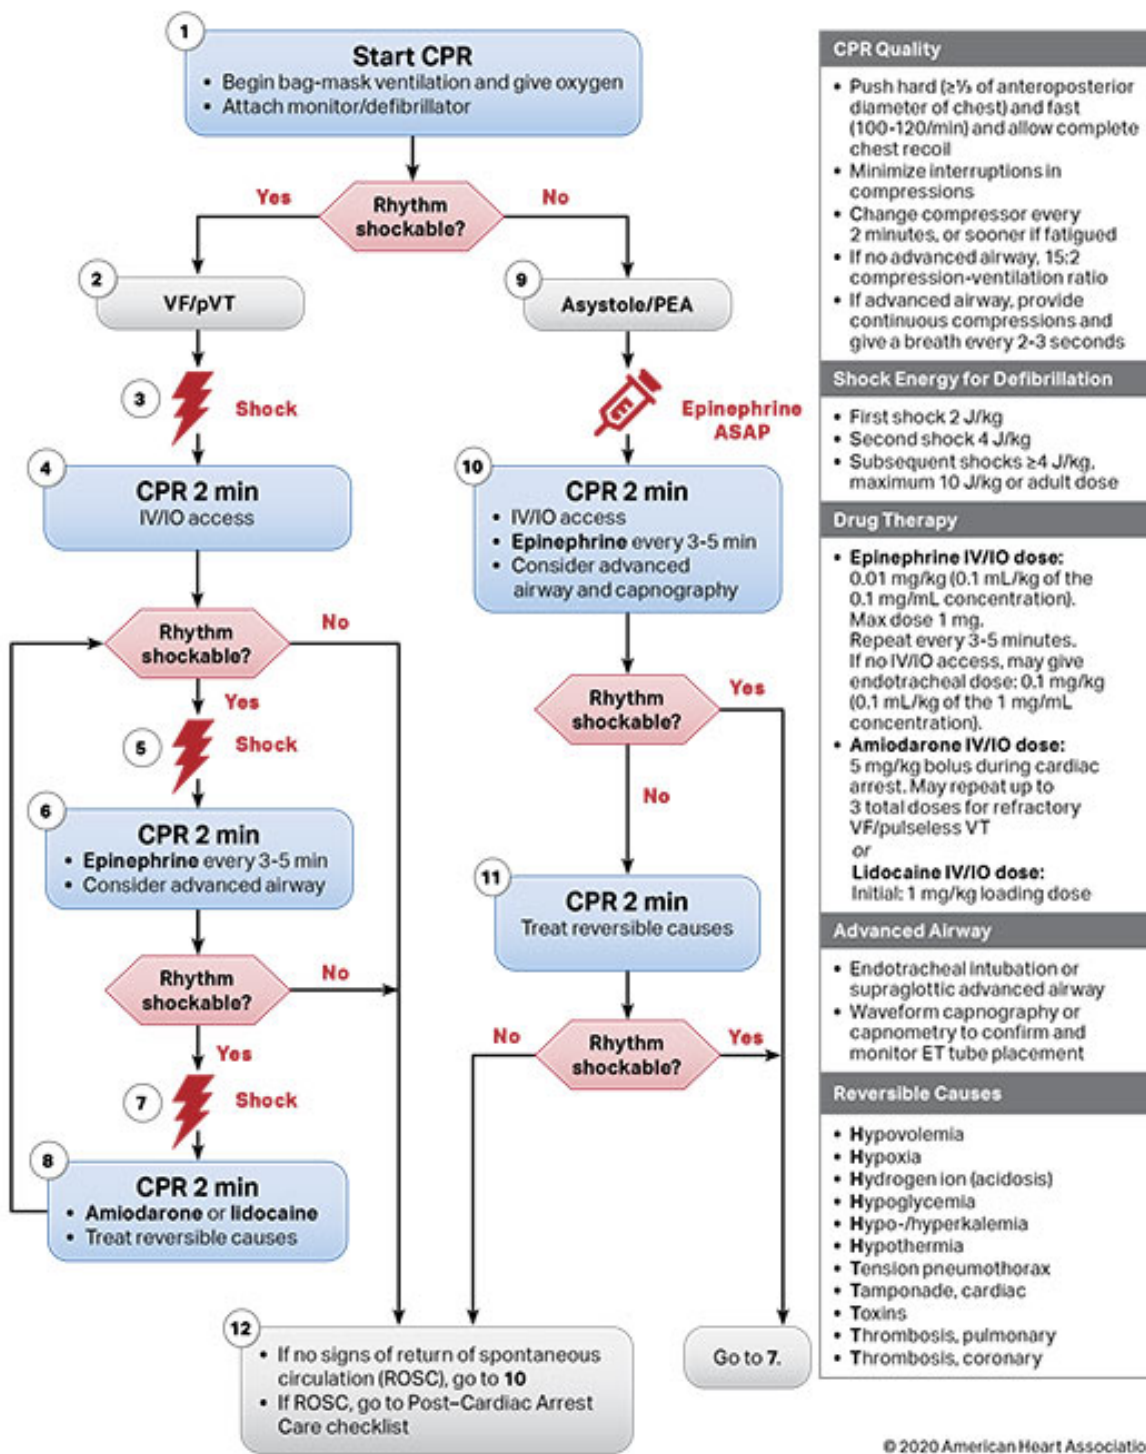 1
Start CPR
• Begin bag-mask ventilation and give oxygen
• Attach monitor/defibrillator
Rhythm
shockable?
Yes
No
2
VF/pVT
3
Shock
4
CPR 2 min
IV/IO access
Rhythm
shockable?
No
Yes
5
Shock
6
CPR 2 min
• Epinephrine every 3-5 min
• Consider advanced airway
Rhythm
shockable?
No
Yes
7
Shock
8
CPR 2 min
• Amiodarone or lidocaine
• Treat reversible causes
9
Asystole/PEA
E
Epinephrine
ASAP
10
CPR 2 min
• IV/IO access
• Epinephrine every 3-5 min
• Consider advanced
airway and capnography
Rhythm
shockable?
Yes
No
11
CPR 2 min
Treat reversible causes
Rhythm
shockable?
No
Yes
12
• If no signs of return of spontaneous
circulation (ROSC), go to 10
• If ROSC, go to Post–Cardiac Arrest
Care checklist
Go to 7.
CPR Quality
• Push hard (≥⅓ of anteroposterior
diameter of chest) and fast
(100-120/min) and allow complete
chest recoil
• Minimize interruptions in
compressions
• Change compressor every
2 minutes, or sooner if fatigued
• If no advanced airway, 15:2
compression-ventilation ratio
• If advanced airway, provide
continuous compressions and
give a breath every 2-3 seconds
Shock Energy for Defibrillation
• First shock 2 J/kg
• Second shock 4 J/kg
• Subsequent shocks ≥4 J/kg,
maximum 10 J/kg or adult dose
Drug Therapy
• Epinephrine IV/IO dose:
0.01 mg/kg (0.1 mL/kg of the
0.1 mg/mL concentration).
Max dose 1 mg.
Repeat every 3-5 minutes.
If no IV/IO access, may give
endotracheal dose: 0.1 mg/kg
(0.1 mL/kg of the 1 mg/mL
concentration).
• Amiodarone IV/IO dose:
5 mg/kg bolus during cardiac
arrest. May repeat up to
3 total doses for refractory
VF/pulseless VT
or
Lidocaine IV/IO dose:
Initial: 1 mg/kg loading dose
Advanced Airway
• Endotracheal intubation or
supraglottic advanced airway
• Waveform capnography or
capnometry to confirm and
monitor ET tube placement
Reversible Causes
• Hypovolemia
• Hypoxia
• Hydrogen ion (acidosis)
• Hypoglycemia
• Hypo-/hyperkalemia
• Hypothermia
• Tension pneumothorax
• Tamponade, cardiac
• Toxins
• Thrombosis, pulmonary
• Thrombosis, coronary
© 2020 American Heart Associatio